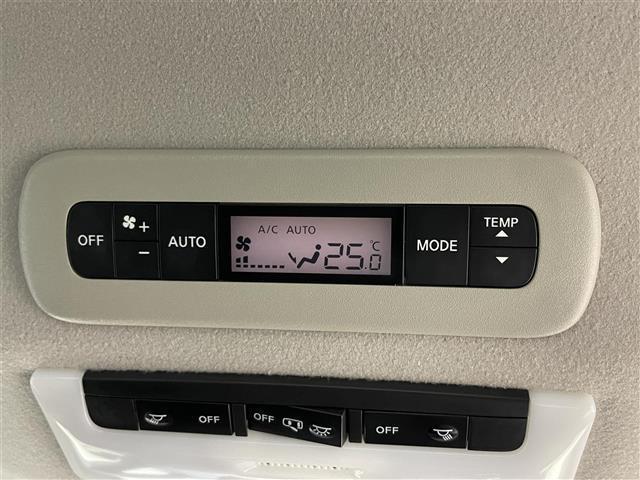 OFF + - AUTO A/C AUTO 25.0 ℃ MODE TEMP
OFF OFF OFF